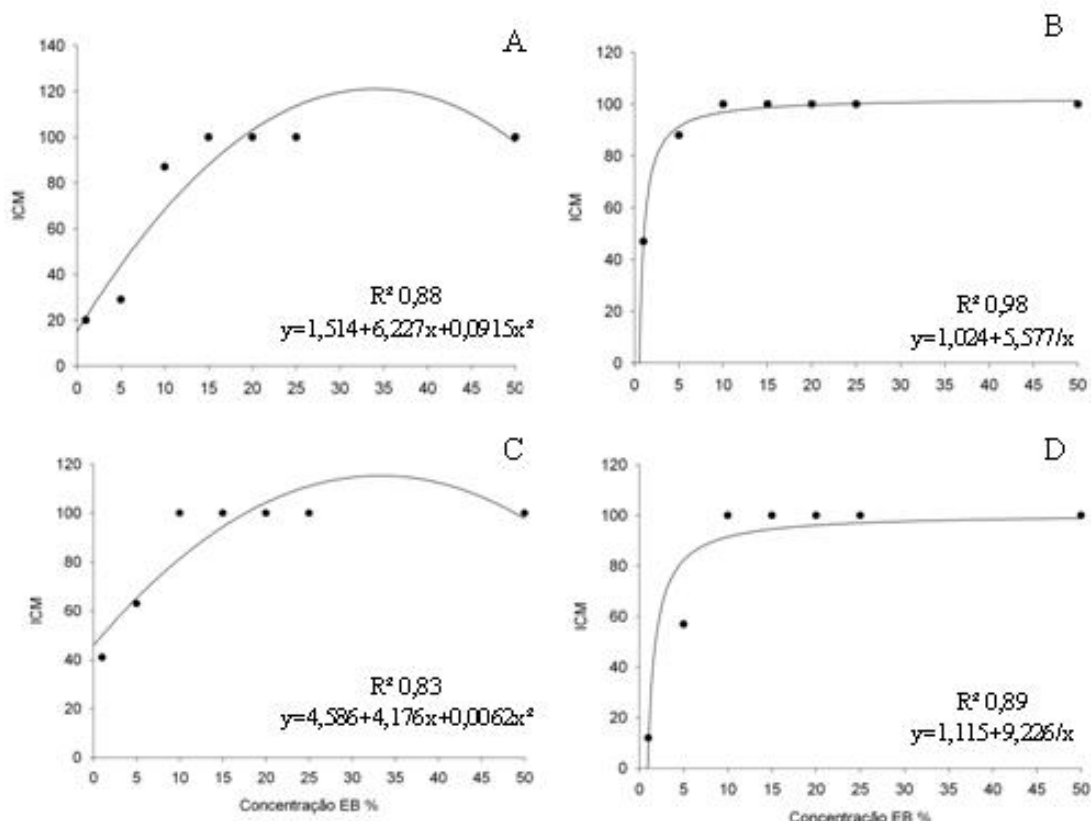 A
140
120
100
80
60
40
20
0
ICM
R² 0,88
y=1,514+6,227x+0,0915x²
0 5 10 15 20 25 30 35 40 45 50
B
120
100
80
60
40
20
0
ICM
R² 0,98
y=1,024+5,577/x
0 5 10 15 20 25 30 35 40 45 50
C
120
100
80
60
40
20
0
ICM
R² 0,83
y=4,586+4,176x+0,0062x²
0 5 10 15 20 25 30 35 40 45 50
Concentração EB %
D
120
100
80
60
40
20
0
ICM
R² 0,89
y=1,115+9,226/x
0 5 10 15 20 25 30 35 40 45 50
Concentração EB %